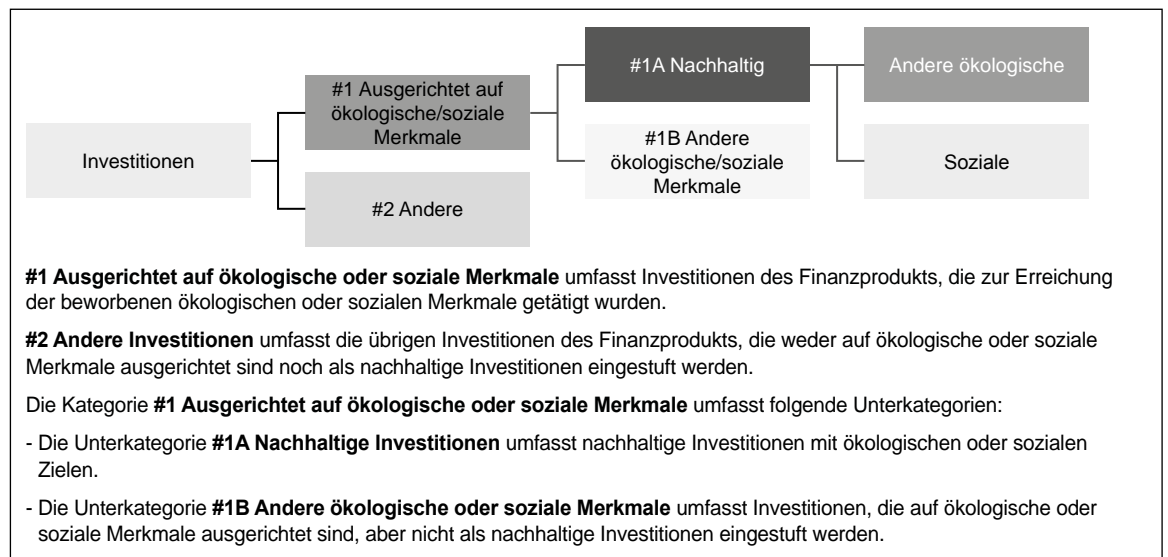 #1A Nachhaltig
Andere ökologische
#1 Ausgerichtet auf
ökologische/soziale
Merkmale
Investitionen
#1B Andere
ökologische/soziale
Merkmale
Soziale
#2 Andere
#1 Ausgerichtet auf ökologische oder soziale Merkmale umfasst Investitionen des Finanzprodukts, die zur Erreichung
der beworbenen ökologischen oder sozialen Merkmale getätigt wurden.
#2 Andere Investitionen umfasst die übrigen Investitionen des Finanzprodukts, die weder auf ökologische oder soziale
Merkmale ausgerichtet sind noch als nachhaltige Investitionen eingestuft werden.
Die Kategorie #1 Ausgerichtet auf ökologische oder soziale Merkmale umfasst folgende Unterkategorien:
- Die Unterkategorie #1A Nachhaltige Investitionen umfasst nachhaltige Investitionen mit ökologischen oder sozialen
Zielen.
- Die Unterkategorie #1B Andere ökologische oder soziale Merkmale umfasst Investitionen, die auf ökologische oder
soziale Merkmale ausgerichtet sind, aber nicht als nachhaltige Investitionen eingestuft werden.